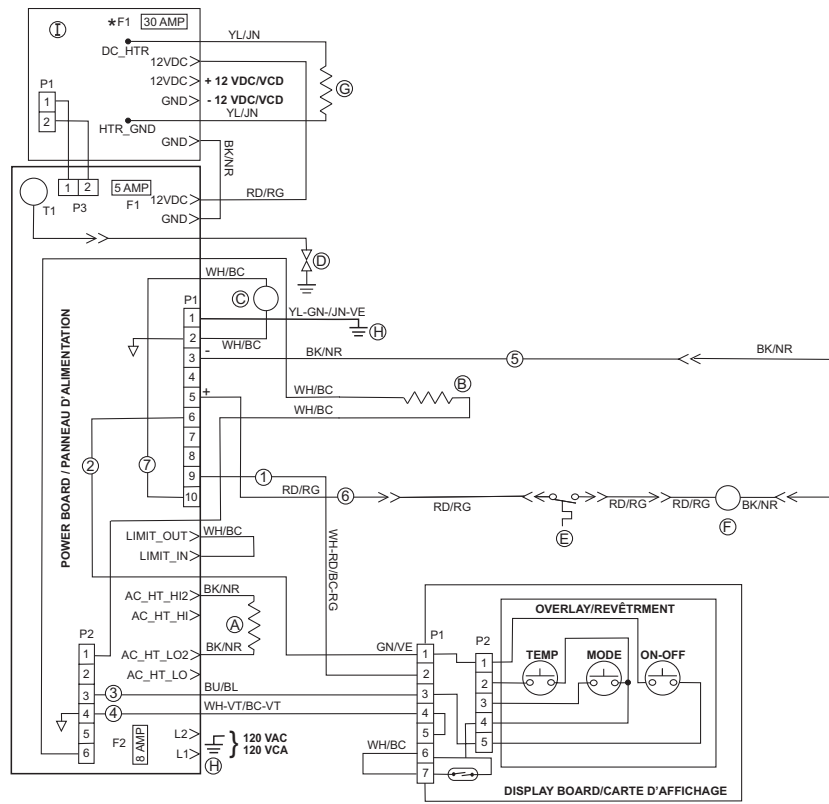 I
*F1 30 AMP
DC_HTR
YL/JN
12VDC
12VDC + 12 VDC/VCD
GND - 12 VDC/VCD
G
P1
1
2
HTR_GND
YL/JN
GND
BK/NR
T1
1 2
P3
5 AMP
F1
12VDC
RD/RG
GND
D
WH/BC
C
P1
1
2
3
4
5
6
7
8
9
10
YL-GN-/JN-VE
H
WH/BC
-
BK/NR
5
BK/NR
+
WH/BC
B
WH/BC
POWER BOARD / PANNEAU D'ALIMENTATION
2
7
1
RD/RG
6
RD/RG
E
RD/RG
RD/RG
F
BK/NR
LIMIT_OUT
WH/BC
LIMIT_IN
WH-RD/BC-RG
AC_HT_HI2
BK/NR
AC_HT_HI
A
AC_HT_LO2
BK/NR
AC_HT_LO
P2
1
2
3
4
5
6
3
BU/BL
4
WH-VT/BC-VT
F2
8 AMP
L2
L1
H
120 VAC
120 VCA
GN/VE
WH/BC
P1
1
2
3
4
5
6
7
P2
1
2
3
4
5
OVERLAY/REVÊTRMENT
TEMP
MODE
ON-OFF
DISPLAY BOARD/CARTE D'AFFICHAGE